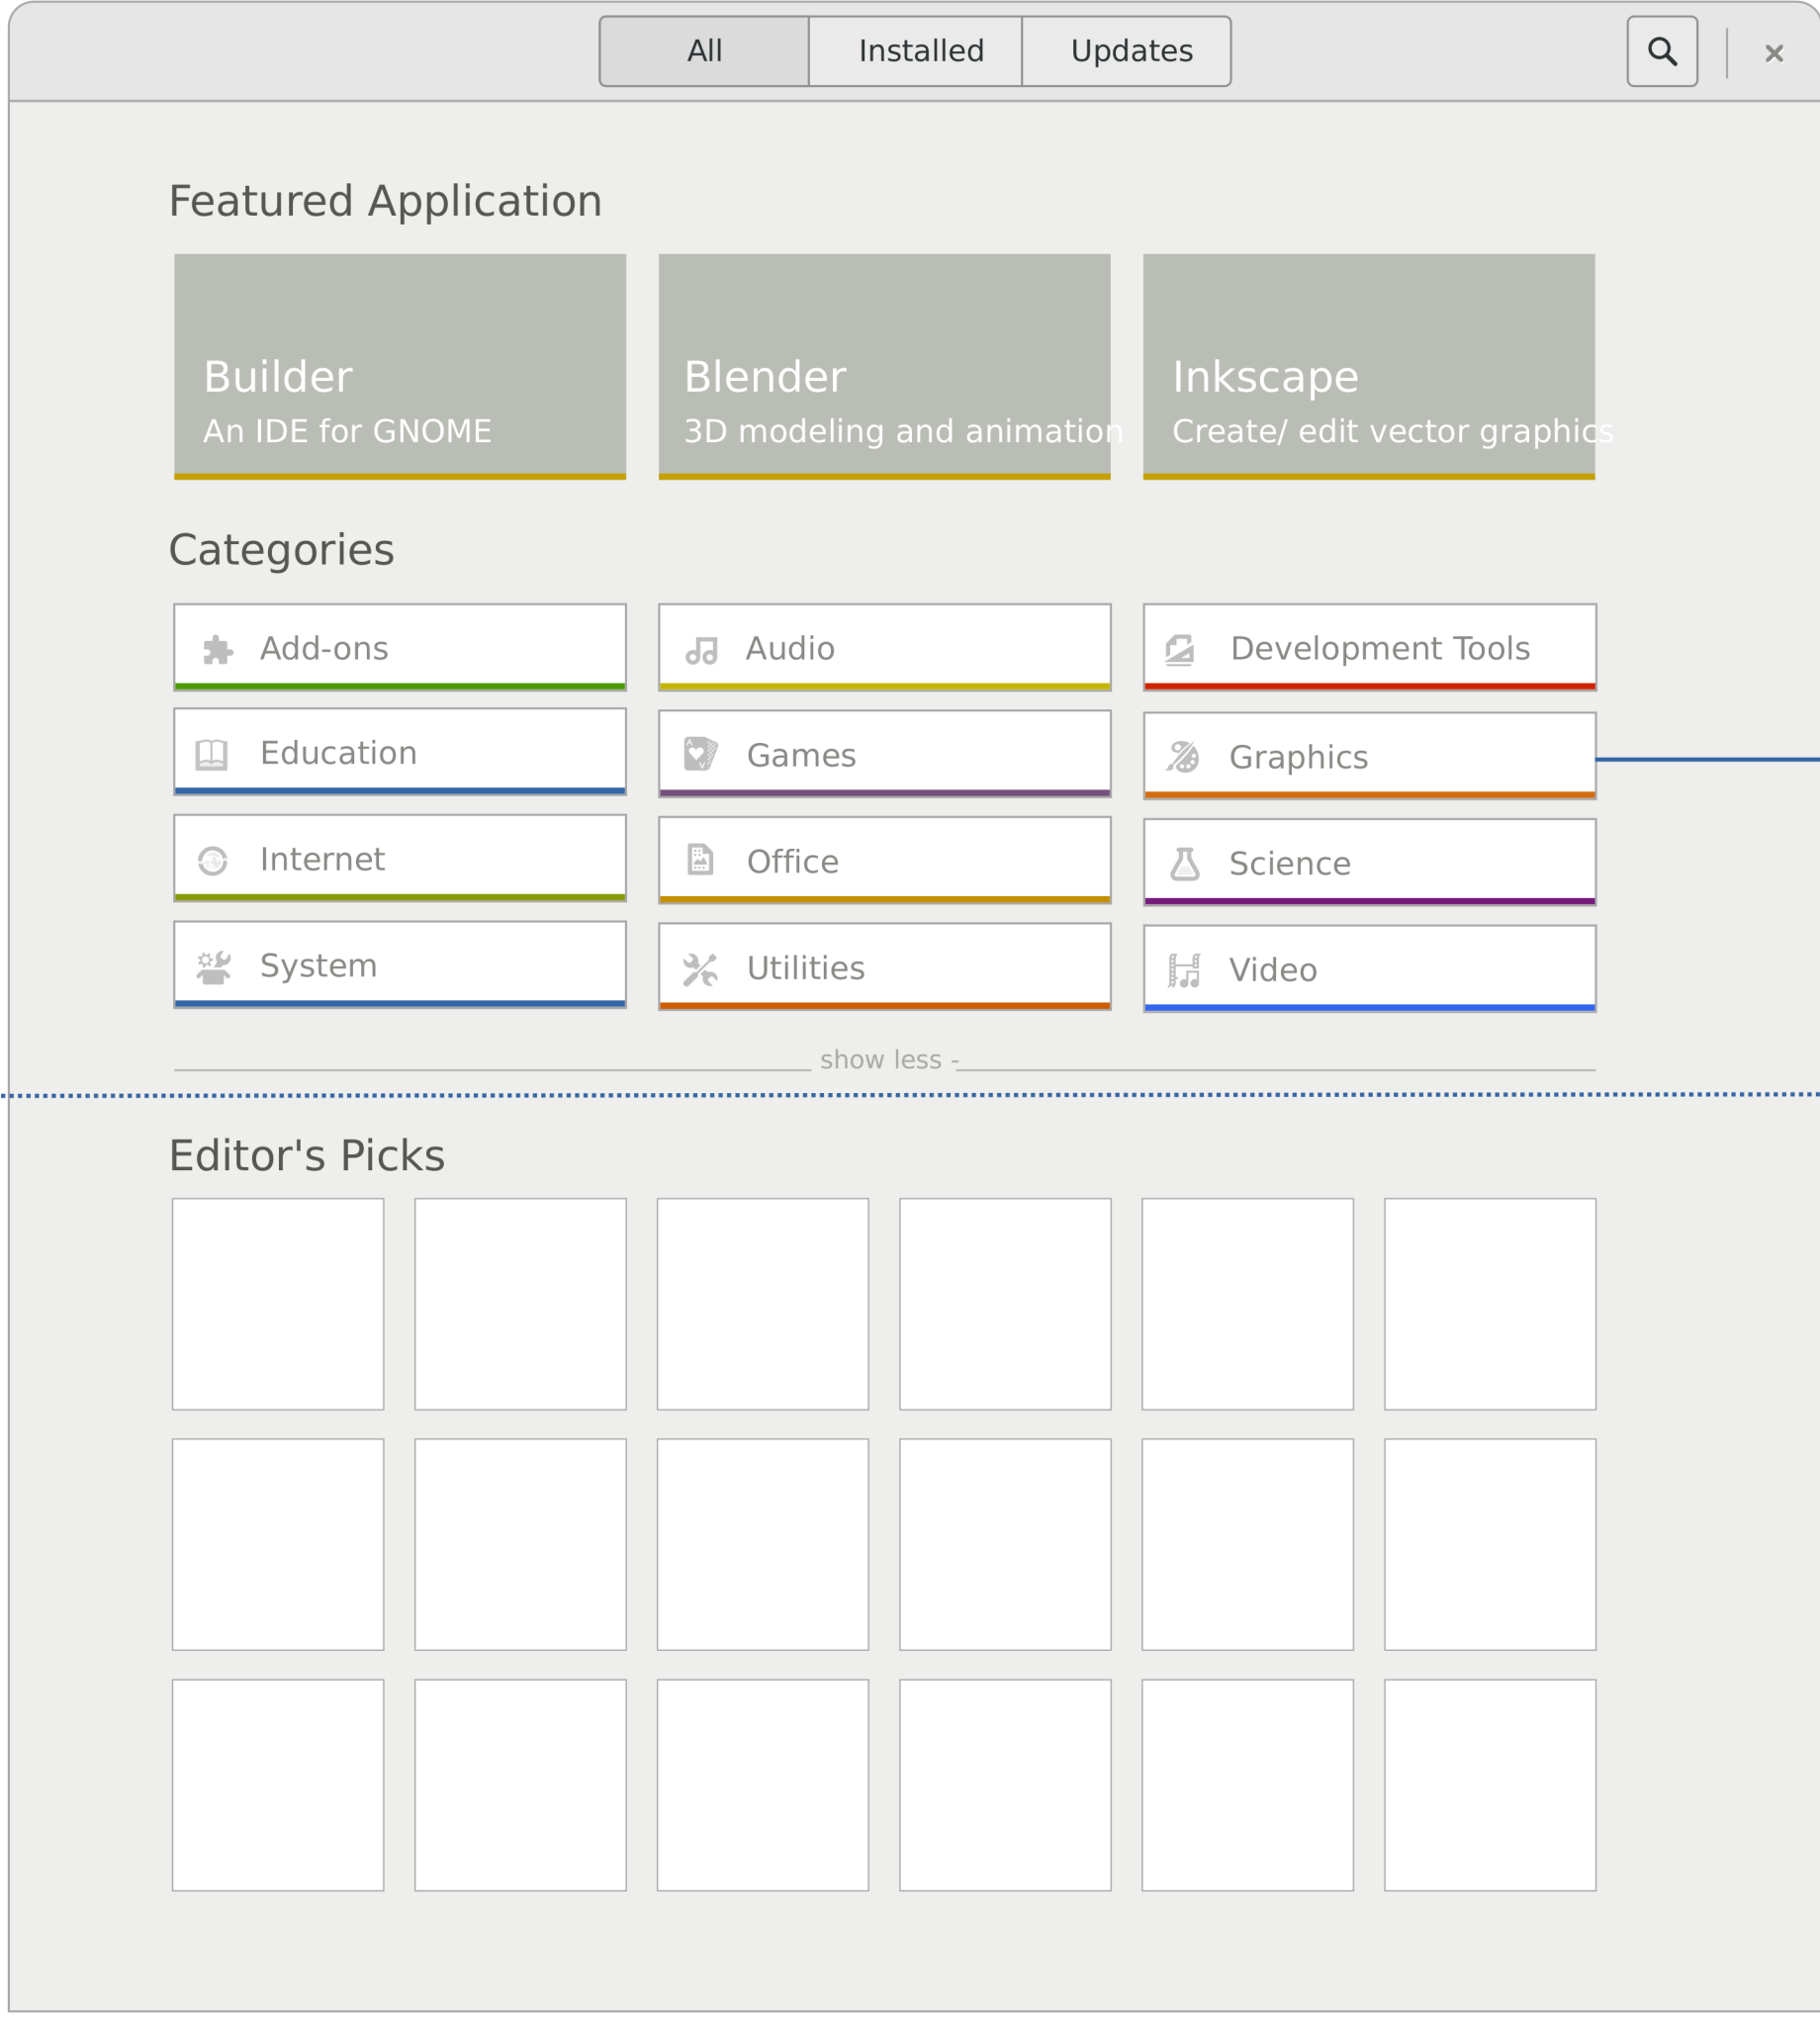 All Installed Updates
Featured Application
Builder Blender Inkscape
An IDE for GNOME 3D modeling and animation Create/ edit vector graphics
Categories
Add-ons Audio Development Tools
Education Games Graphics
Internet Office Science
System Utilities Video
show less -
Editor's Picks